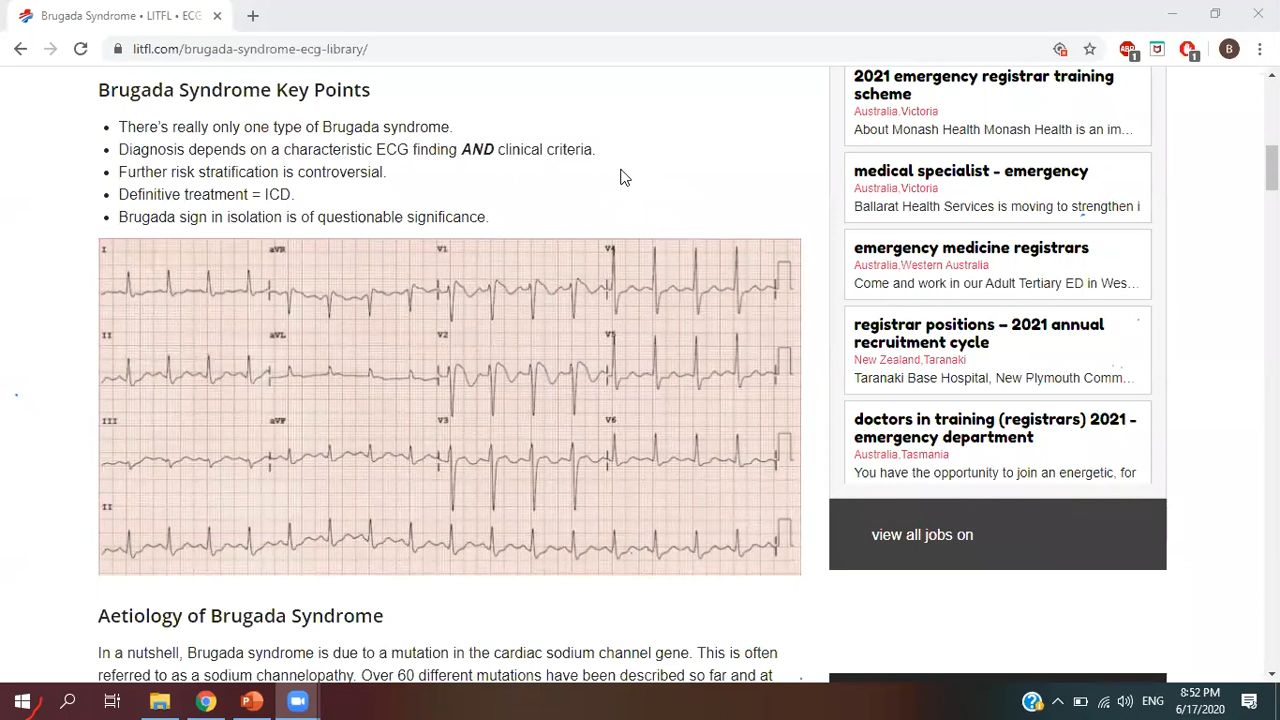 Brugada Syndrome • LITFL • ECG
litfl.com/brugada-syndrome-ecg-library/
ABP
1
1
B
Brugada Syndrome Key Points
There's really only one type of Brugada syndrome.
Diagnosis depends on a characteristic ECG finding AND clinical criteria.
Further risk stratification is controversial.
Definitive treatment = ICD.
Brugada sign in isolation is of questionable significance.
I aVR V1 V4
II aVL V2 V5
III aVF V3 V6
II
Aetiology of Brugada Syndrome
In a nutshell, Brugada syndrome is due to a mutation in the cardiac sodium channel gene. This is often
referred to as a sodium channelopathy. Over 60 different mutations have been described so far and at
2021 emergency registrar training
scheme
Australia,Victoria
About Monash Health Monash Health is an im…
medical specialist - emergency
Australia,Victoria
Ballarat Health Services is moving to strengthen i
emergency medicine registrars
Australia,Western Australia
Come and work in our Adult Tertiary ED in Wes…
registrar positions – 2021 annual
recruitment cycle
New Zealand,Taranaki
Taranaki Base Hospital, New Plymouth Comm…
doctors in training (registrars) 2021 -
emergency department
Australia,Tasmania
You have the opportunity to join an energetic, for
view all jobs on
ENG
8:52 PM
6/17/2020